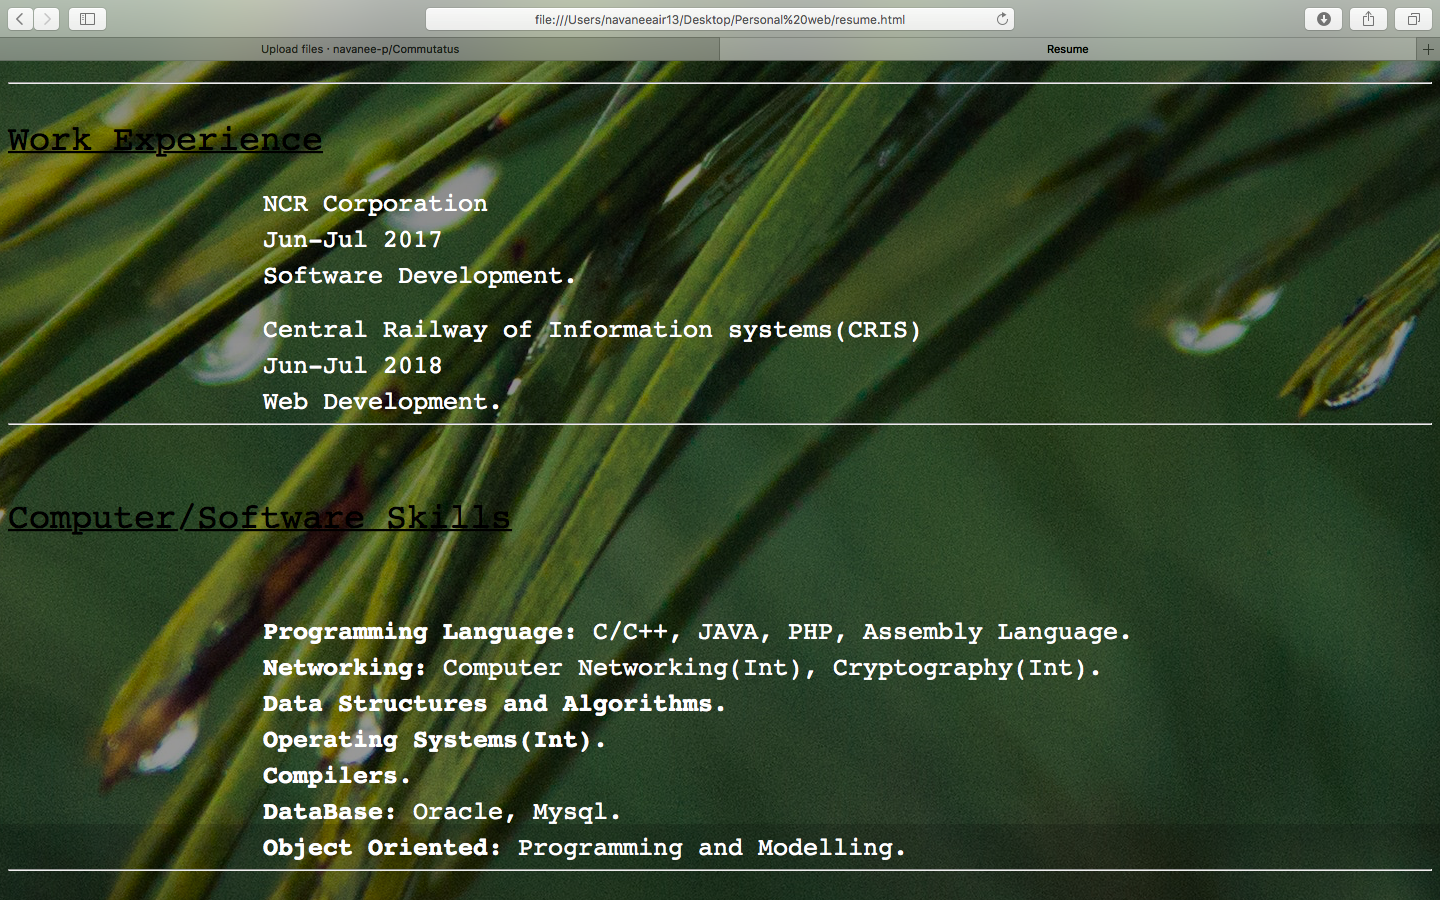 file:///Users/navaneeair13/Desktop/Personal%20web/resume.html
Upload files · navanee-p/Commutatus
Resume
Work Experience
NCR Corporation
Jun-Jul 2017
Software Development.
Central Railway of Information systems(CRIS)
Jun-Jul 2018
Web Development.
Computer/Software Skills
Programming Language: C/C++, JAVA, PHP, Assembly Language.
Networking: Computer Networking(Int), Cryptography(Int).
Data Structures and Algorithms.
Operating Systems(Int).
Compilers.
DataBase: Oracle, Mysql.
Object Oriented: Programming and Modelling.